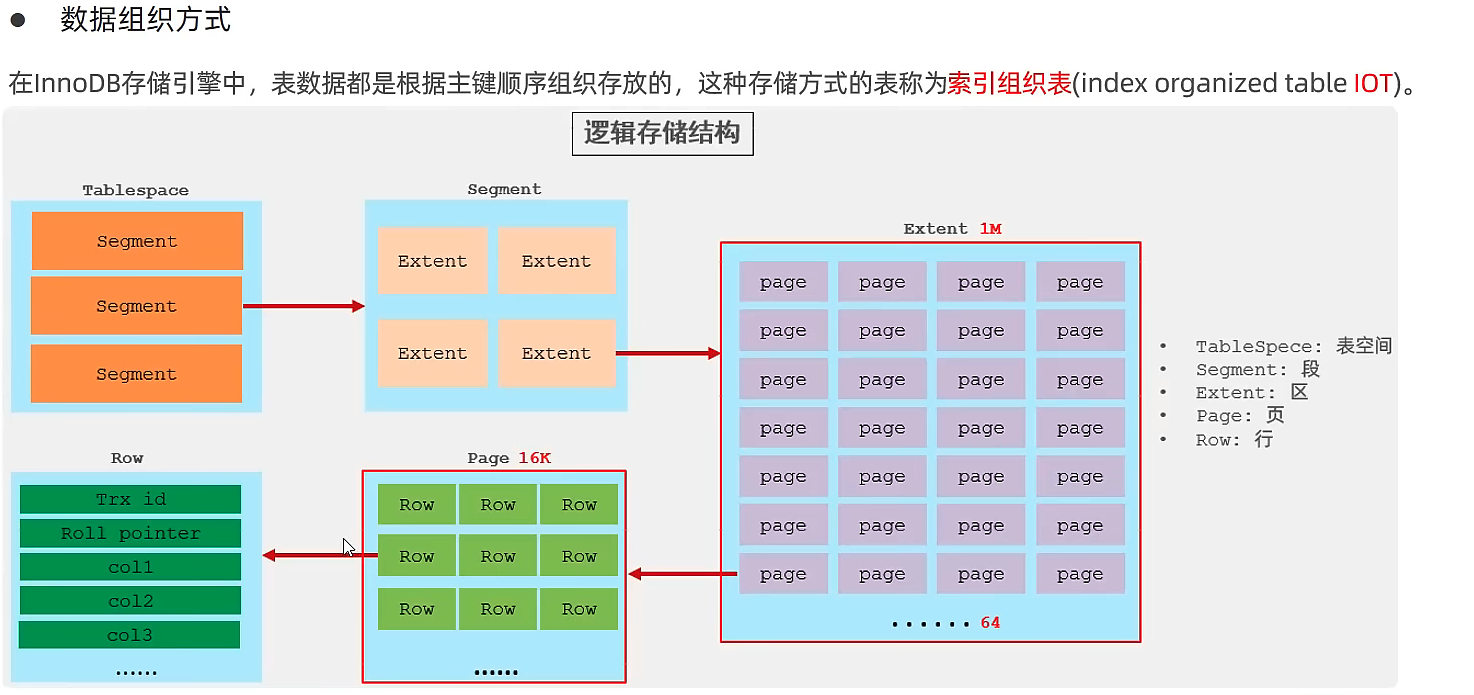 ● 数据组织方式
在InnoDB存储引擎中，表数据都是根据主键顺序组织存放的，这种存储方式的表称为索引组织表(index organized table IOT)。
逻辑存储结构
Tablespace
Segment
Segment
Segment
Segment
Extent Extent
Extent Extent
Extent 1M
page page page page
page page page page
page page page page
page page page page
page page page page
page page page page
page page page page
......64
• TableSpece: 表空间
• Segment: 段
• Extent: 区
• Page: 页
• Row: 行
Page 16K
Row Row Row
Row Row Row
Row Row Row
......
Row
Trx id
Roll pointer
col1
col2
col3
......